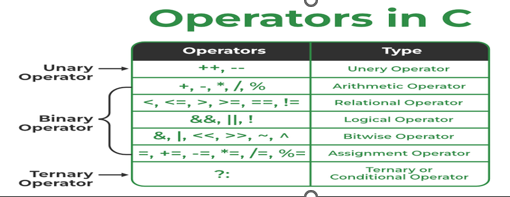 Operators in C
Operators Type
Unary Operator ++, -- Unery Operator
+, -, *, /, % Arithmetic Operator
<, <=, >, >=, ==, != Relational Operator
Binary Operator &&, ||, ! Logical Operator
&, |, <<, >>, ~, ^ Bitwise Operator
=, +=, -=, *=, /=, %= Assignment Operator
Ternary Operator ?: Ternary or Conditional Operator